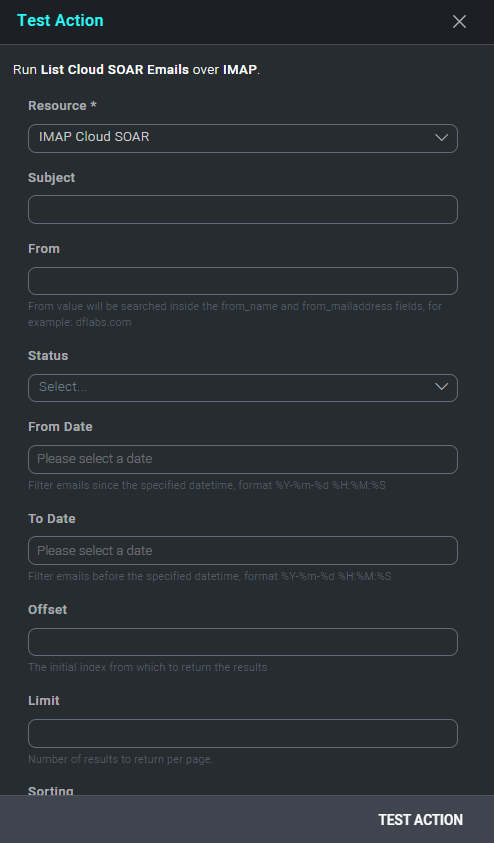 Test Action
Run List Cloud SOAR Emails over IMAP.
Resource *
IMAP Cloud SOAR
Subject
From
From value will be searched inside the from_name and from_mailaddress fields, for
example: dflabs.com
Status
Select...
From Date
Please select a date
Filter emails since the specified datetime, format %Y-%m-%d %H:%M:%S
To Date
Please select a date
Filter emails before the specified datetime, format %Y-%m-%d %H:%M:%S
Offset
The initial index from which to return the results
Limit
Number of results to return per page.
Sorting
TEST ACTION